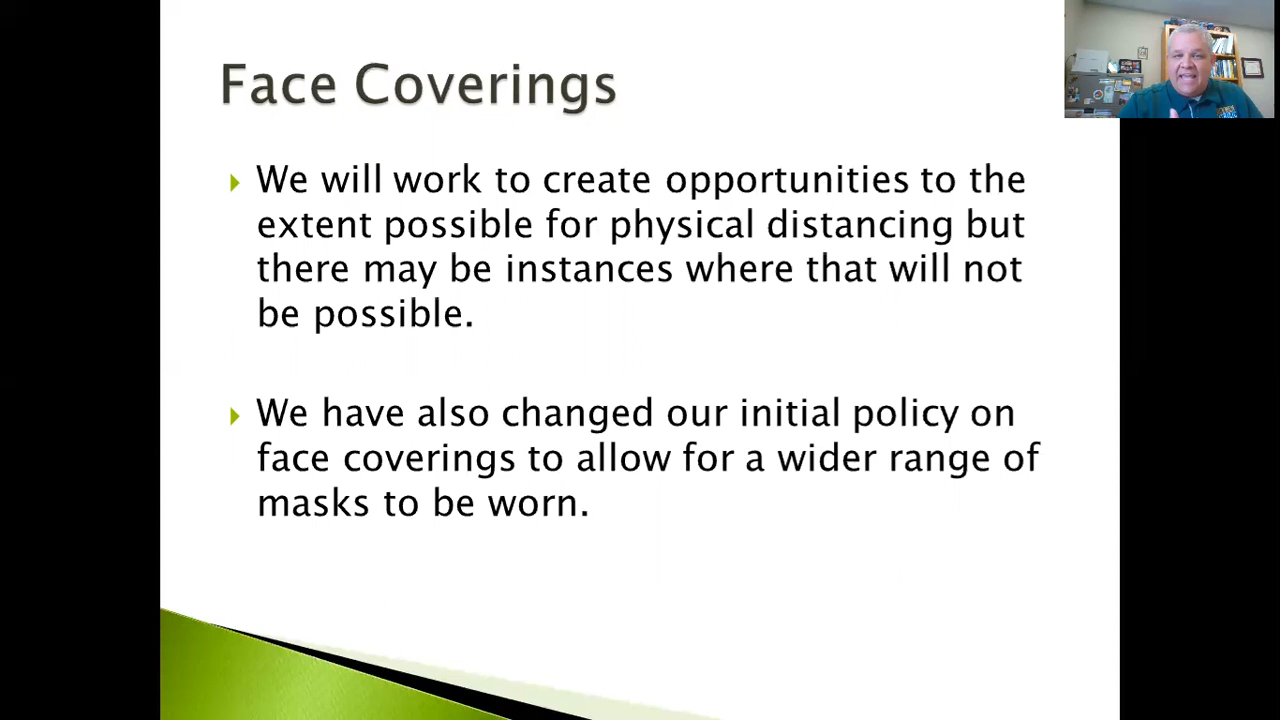 Face Coverings
We will work to create opportunities to the
extent possible for physical distancing but
there may be instances where that will not
be possible.
We have also changed our initial policy on
face coverings to allow for a wider range of
masks to be worn.